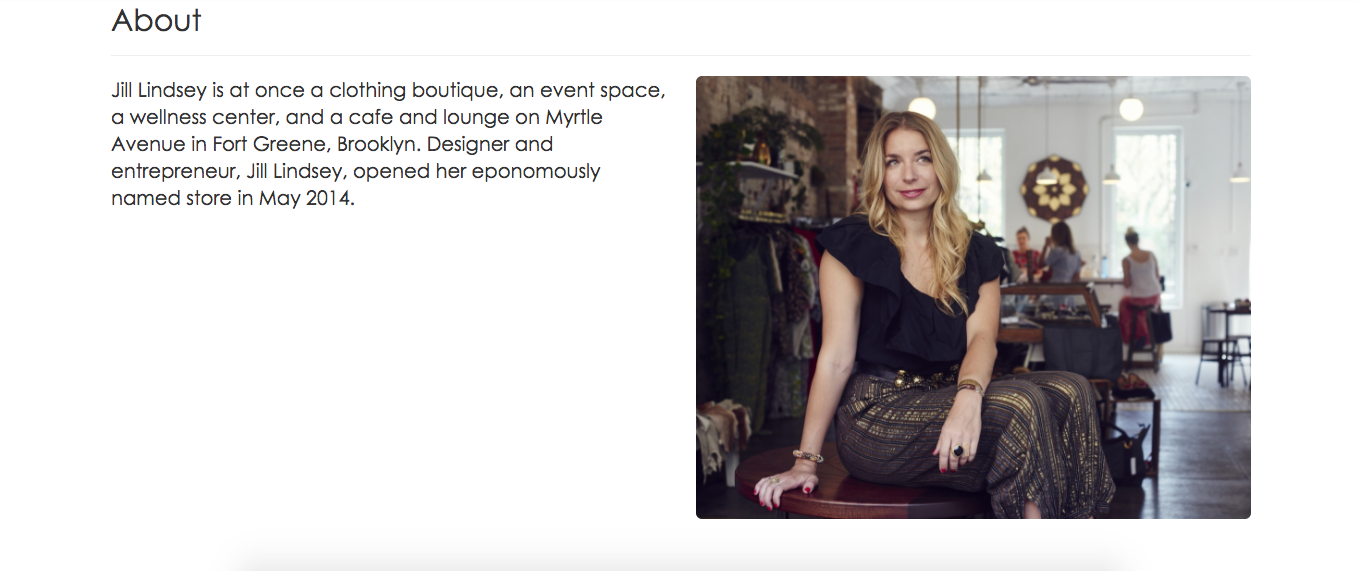 About
Jill Lindsey is at once a clothing boutique, an event space,
a wellness center, and a cafe and lounge on Myrtle
Avenue in Fort Greene, Brooklyn. Designer and
entrepreneur, Jill Lindsey, opened her eponomously
named store in May 2014.